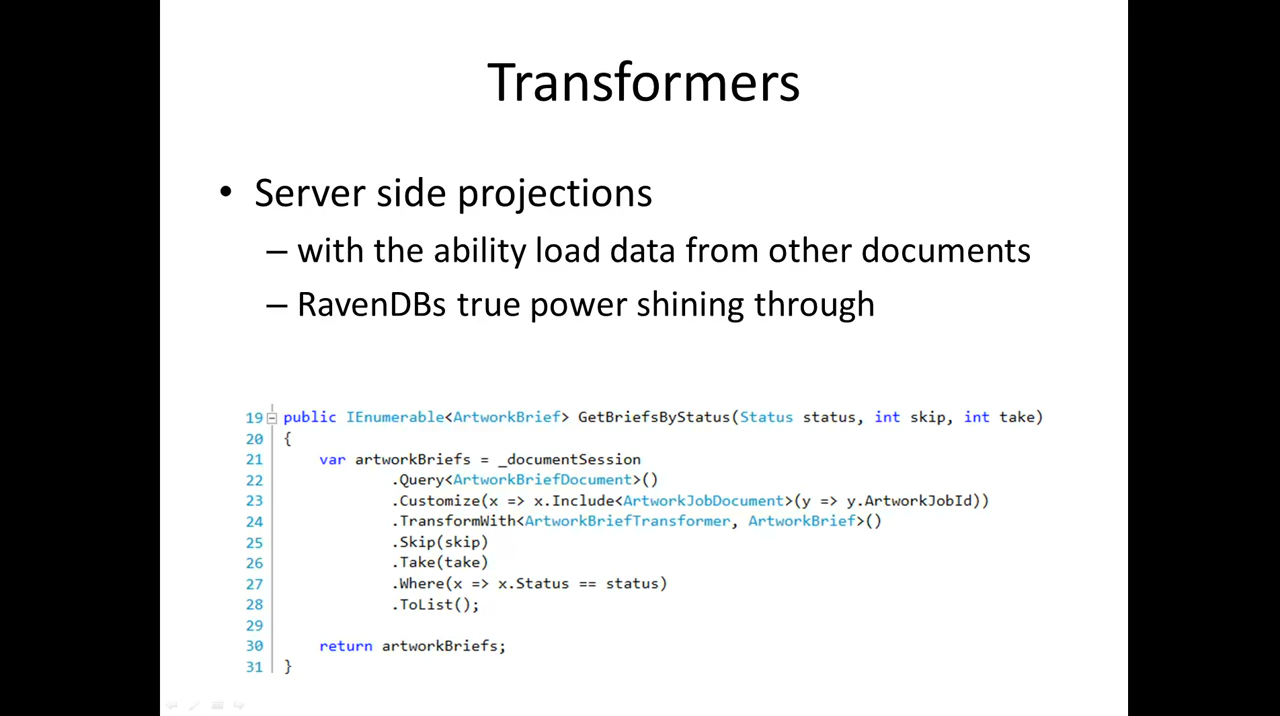 Transformers
• Server side projections
– with the ability load data from other documents
– RavenDBs true power shining through
19 public IEnumerable<ArtworkBrief> GetBriefsByStatus(Status status, int skip, int take)
20 {
21 var artworkBriefs = _documentSession
22 .Query<ArtworkBriefDocument>()
23 .Customize(x => x.Include<ArtworkJobDocument>(y => y.ArtworkJobId))
24 .TransformWith<ArtworkBriefTransformer, ArtworkBrief>()
25 .Skip(skip)
26 .Take(take)
27 .Where(x => x.Status == status)
28 .ToList();
29
30 return artworkBriefs;
31 }